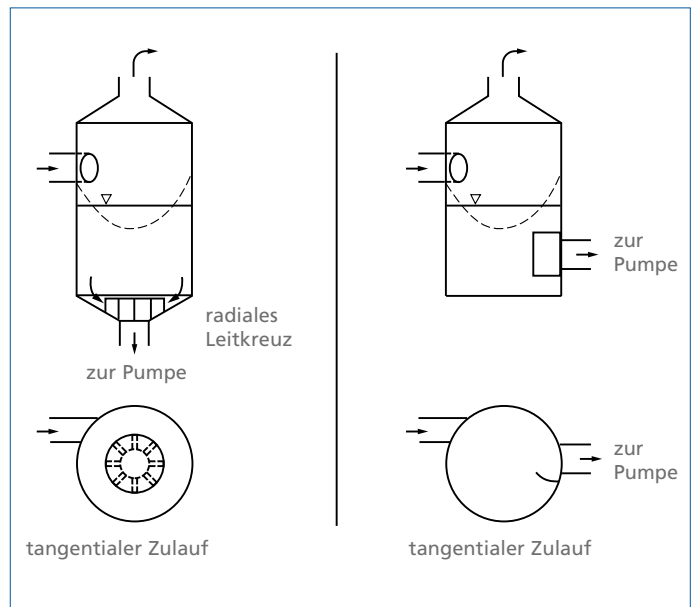 radiales
Leitkreuz
zur Pumpe
tangentialer Zulauf
zur
Pumpe
zur
Pumpe
tangentialer Zulauf